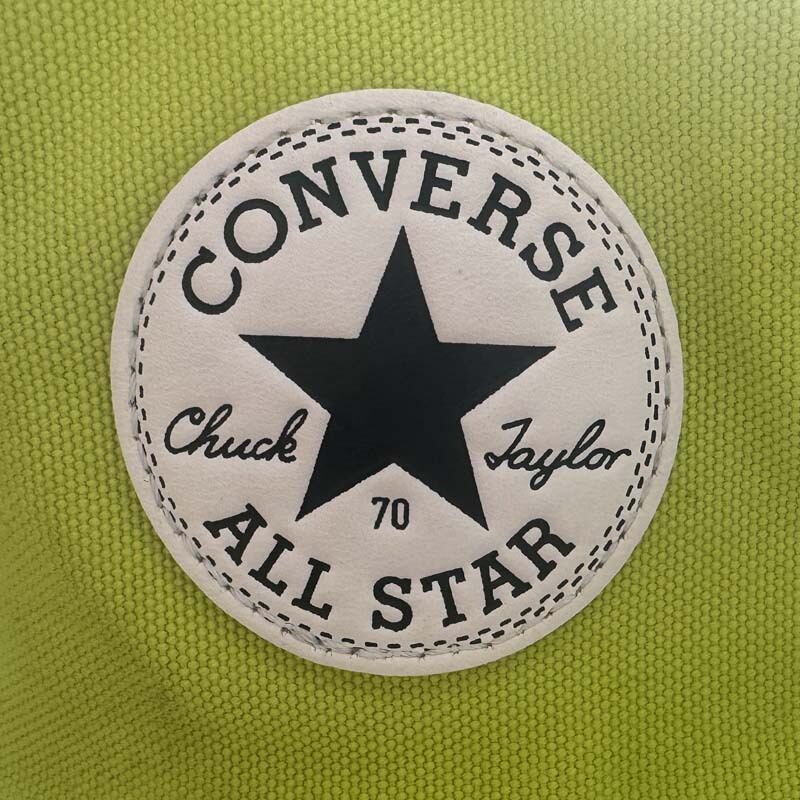 CONVERSE
Chuck Taylor
70
ALL STAR